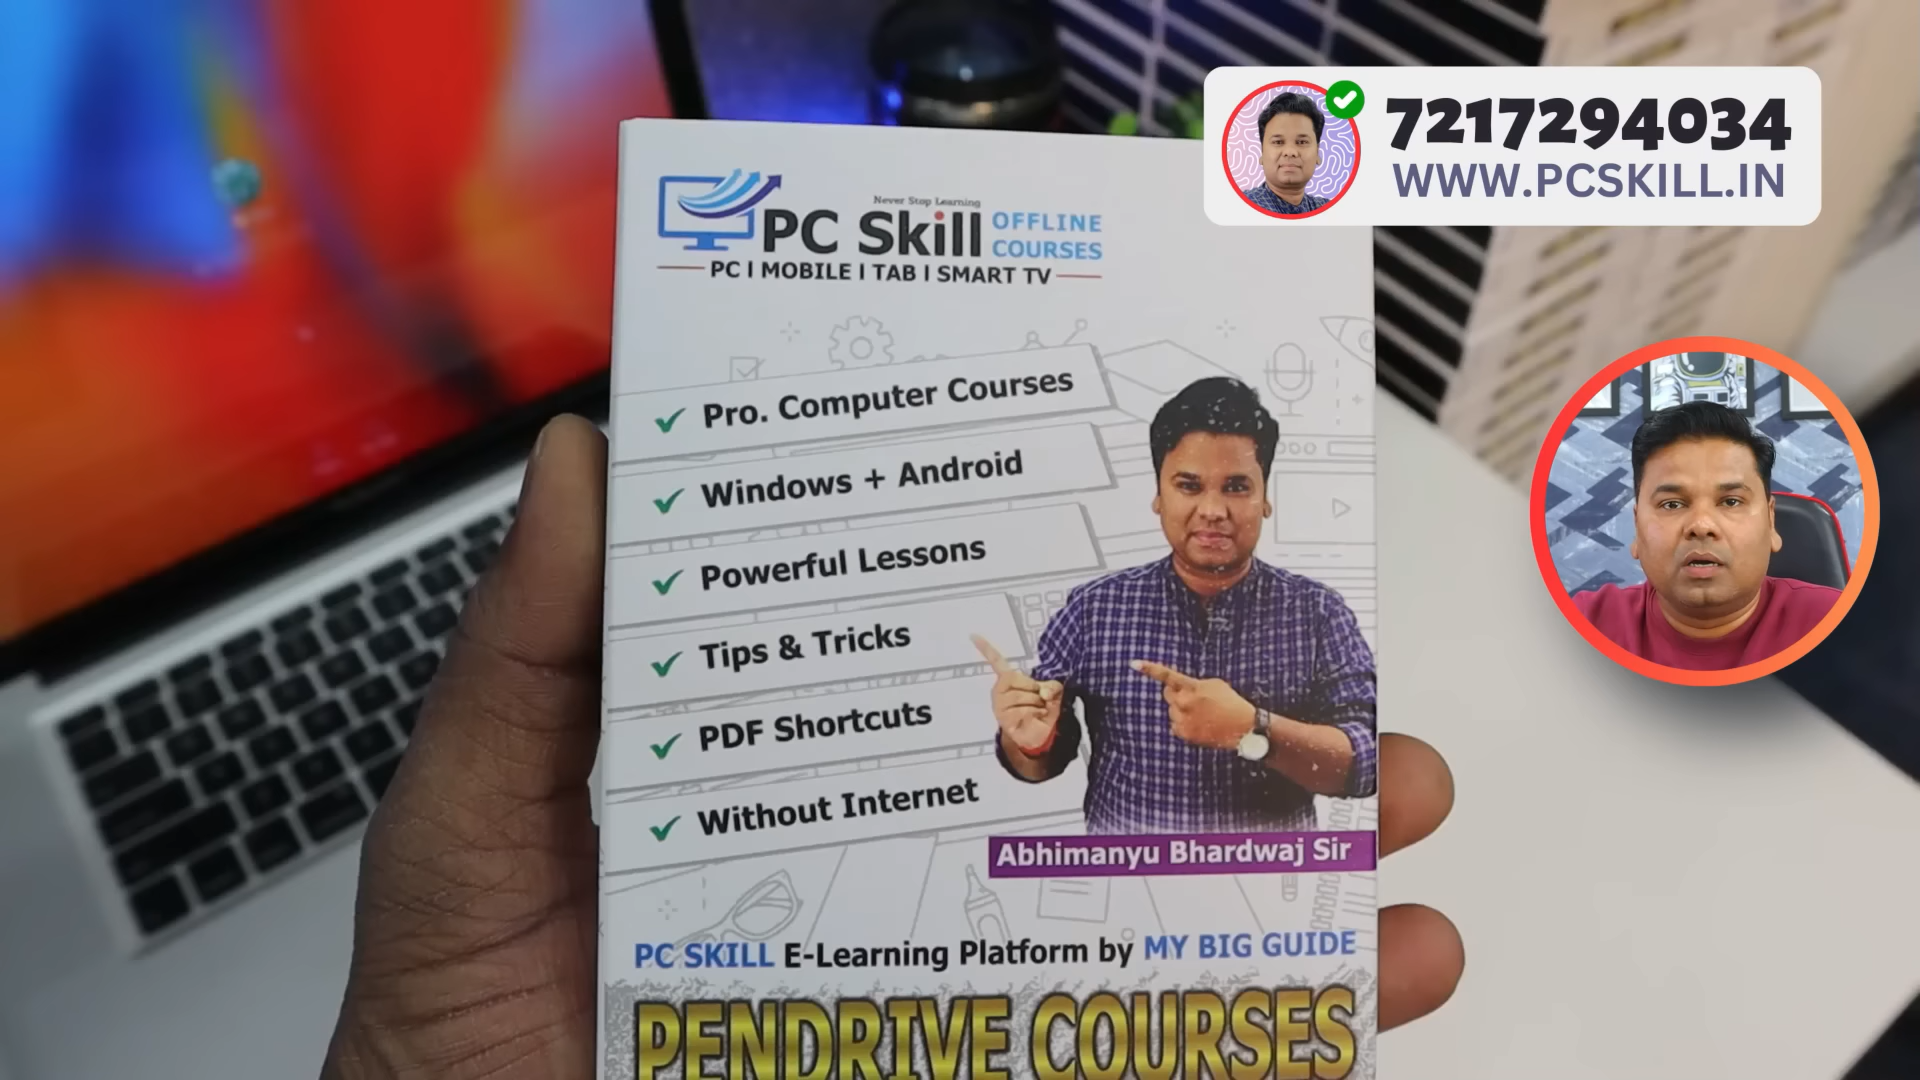 7217294034
WWW.PCSKILL.IN
Never Stop Learning
PC Skill OFFLINE COURSES
PC | MOBILE | TAB | SMART TV
Pro. Computer Courses
Windows + Android
Powerful Lessons
Tips & Tricks
PDF Shortcuts
Without Internet
Abhimanyu Bhardwaj Sir
PC SKILL E-Learning Platform by MY BIG GUIDE
PENDRIVE COURSES